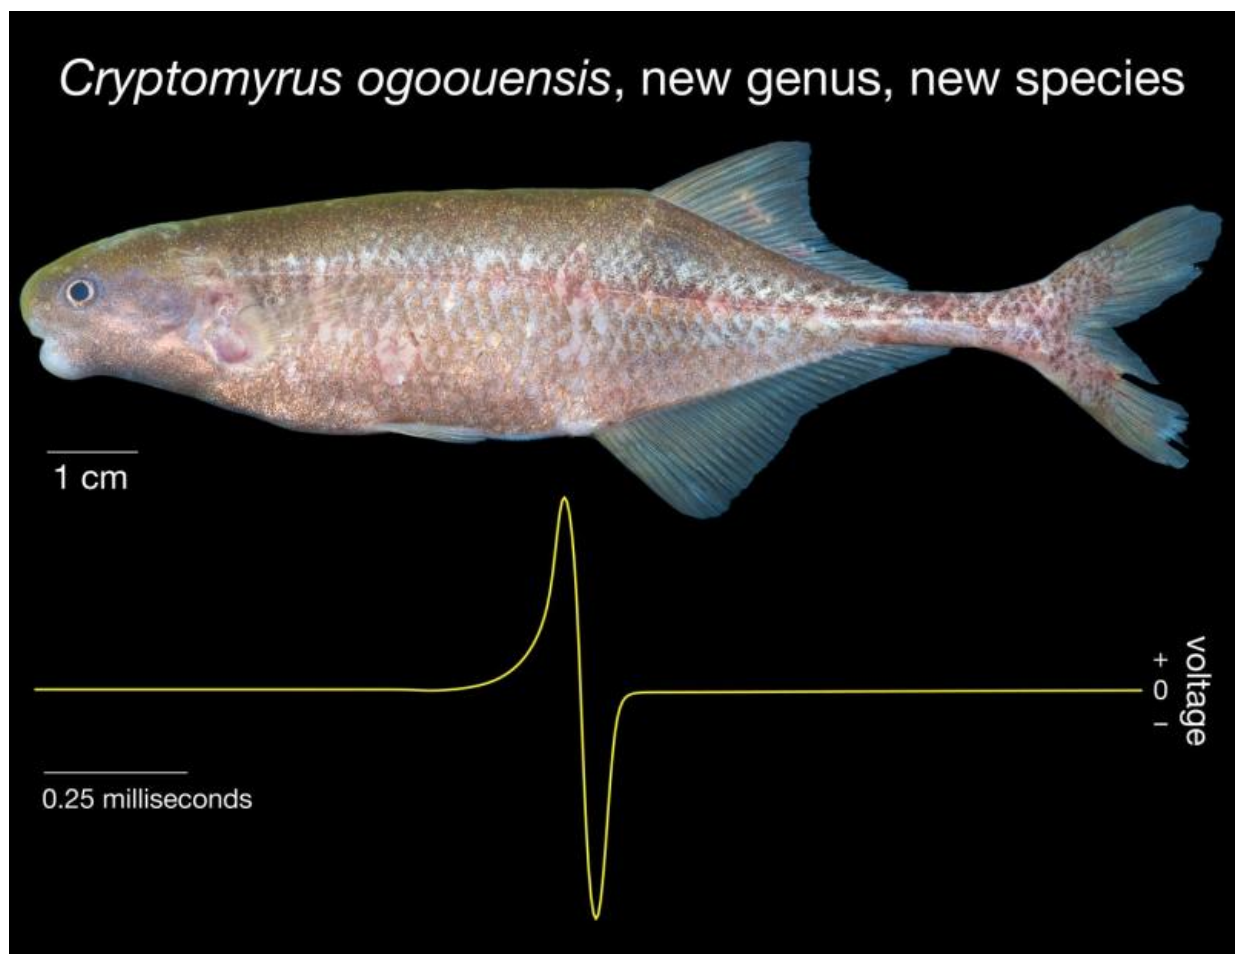 Cryptomyrus ogoouensis, new genus, new species
1 cm
+
0
–
voltage
0.25 milliseconds